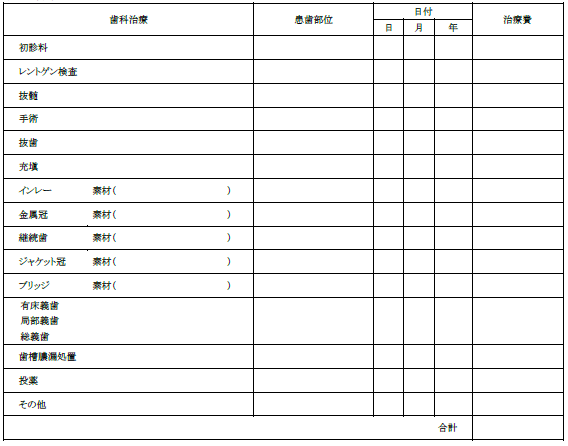 歯科治療 患歯部位 日付 治療費
日 月 年
初診料
レントゲン検査
抜髄
手術
抜歯
充填
インレー 素材( )
金属冠 素材( )
継続歯 素材( )
ジャケット冠 素材( )
ブリッジ 素材( )
有床義歯
局部義歯
総義歯
歯槽膿漏処置
投薬
その他
合計